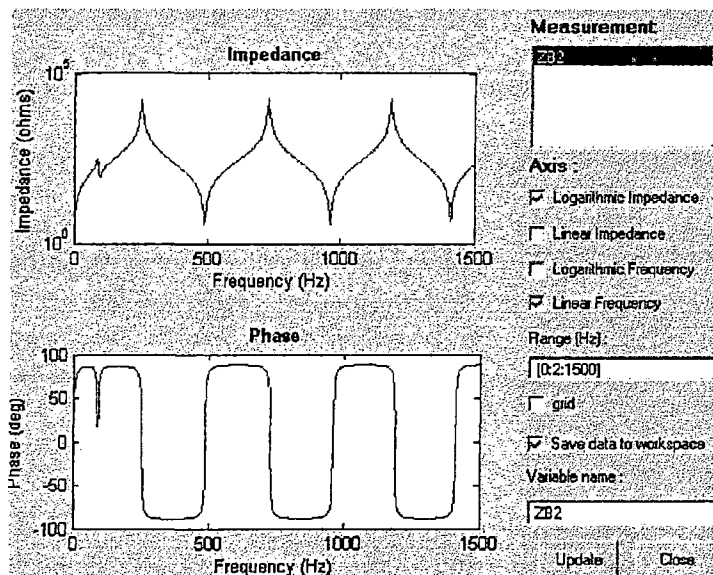 Impedance
10^5
10^0
Impedance (ohms)
0
500
1000
1500
Frequency (Hz)
Phase
100
50
0
-50
-100
Phase (deg)
0
500
1000
1500
Frequency (Hz)
Measurement
ZB2
Axis :
Logarithmic Impedance
Linear Impedance
Logarithmic Frequency
Linear Frequency
Range (Hz) :
[0:2:1500]
grid
Save data to workspace
Variable name :
ZB2
Update
Close